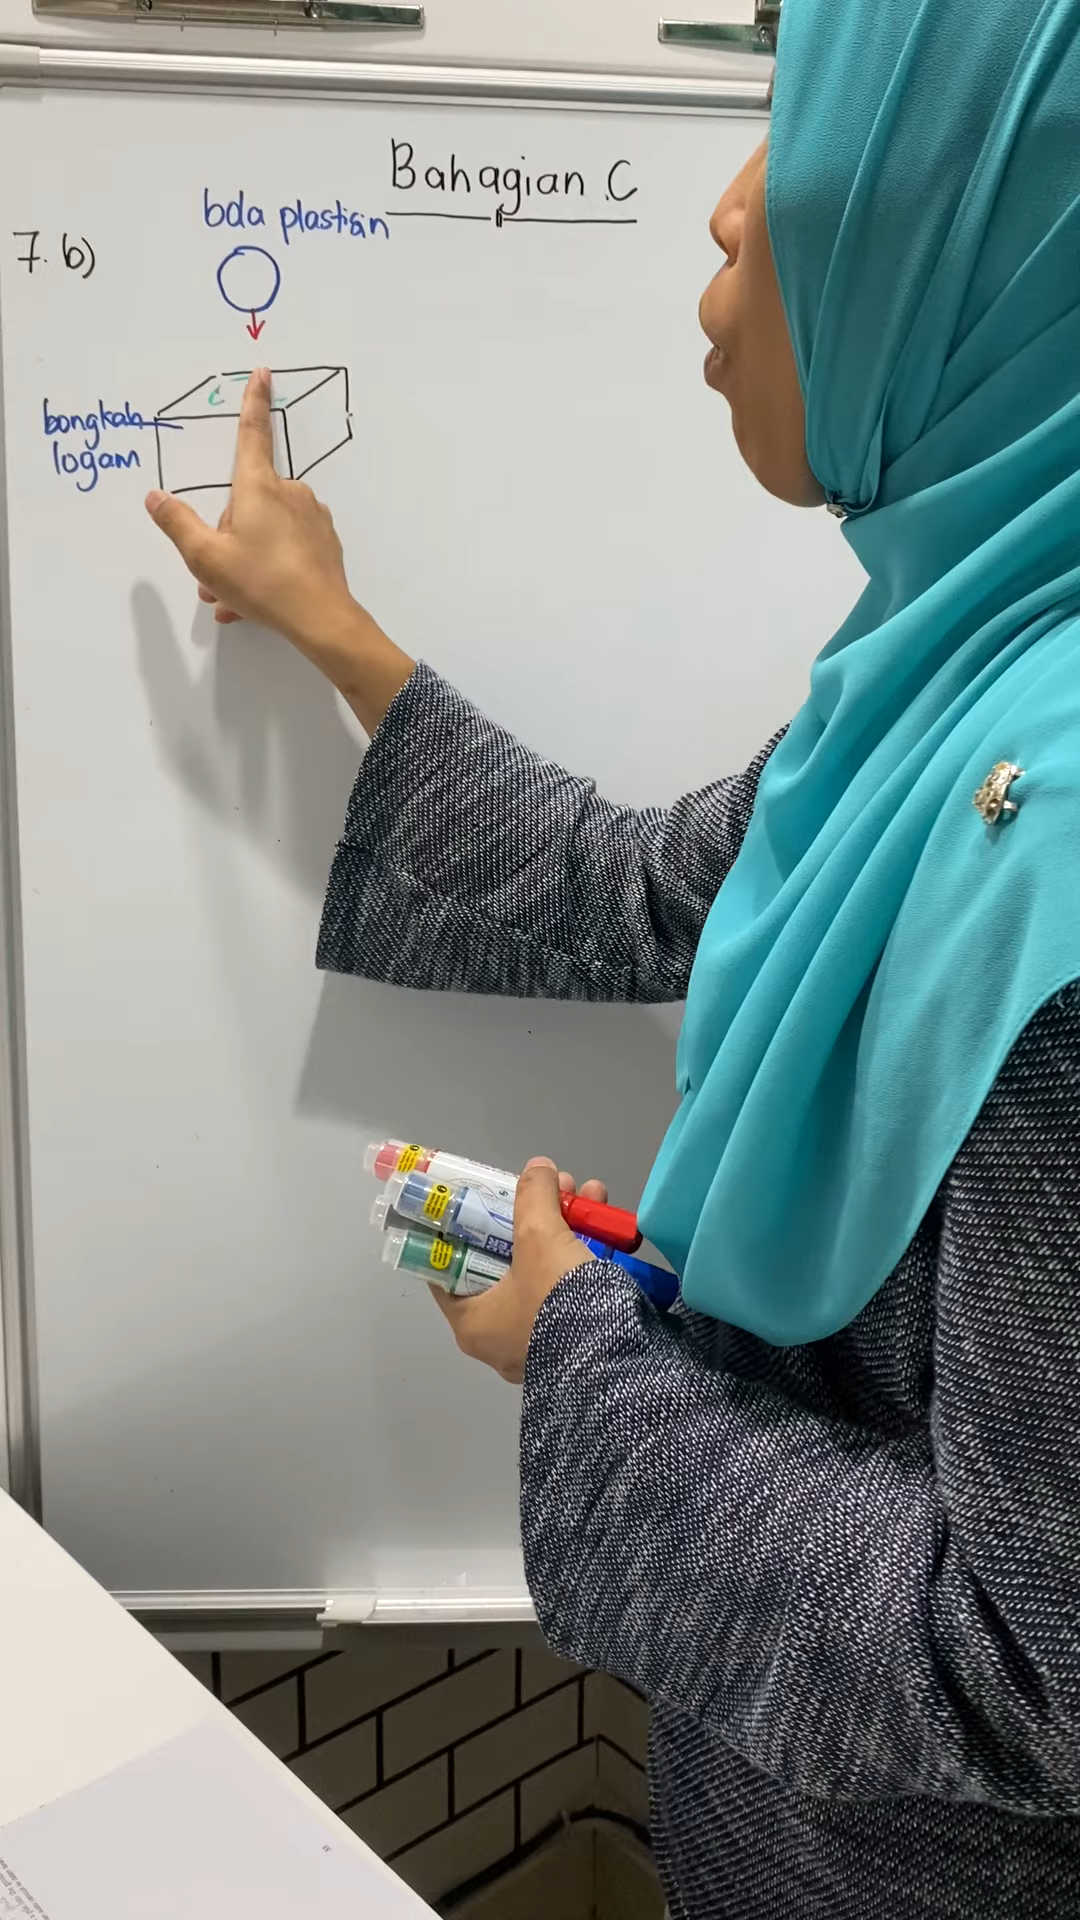 Bahagian C
7. b)
bola plastisin
bongkah
logam